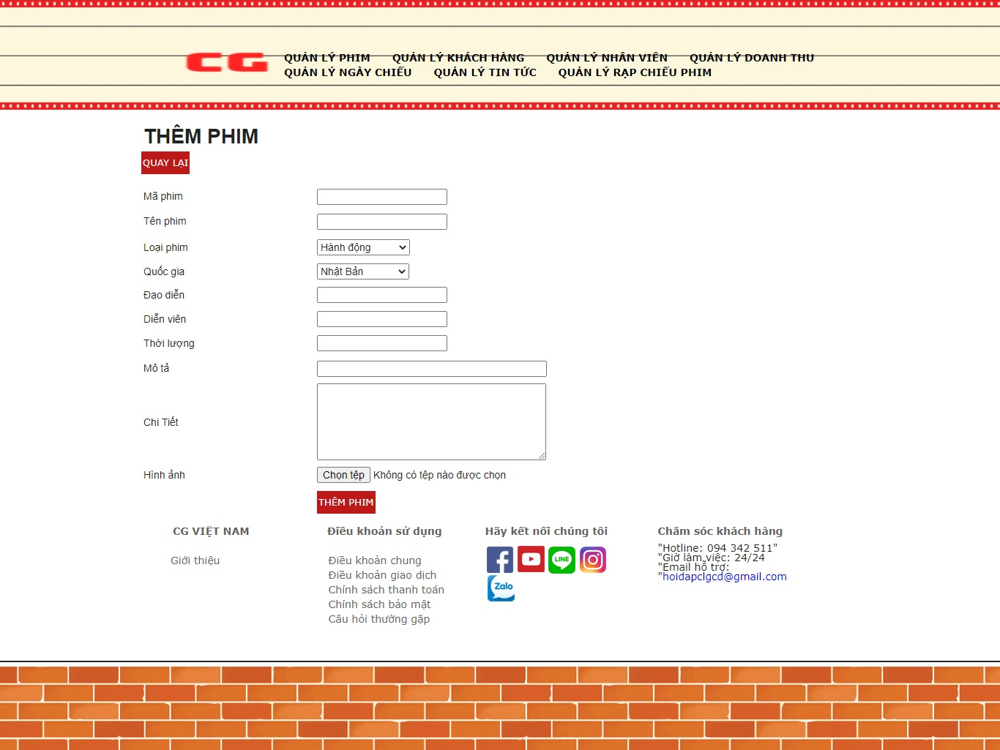 CG
QUẢN LÝ PHIM QUẢN LÝ KHÁCH HÀNG QUẢN LÝ NHÂN VIÊN QUẢN LÝ DOANH THU
QUẢN LÝ NGÀY CHIẾU QUẢN LÝ TIN TỨC QUẢN LÝ RẠP CHIẾU PHIM
THÊM PHIM
QUAY LẠI
Mã phim
Tên phim
Loại phim Hành động
Quốc gia Nhật Bản
Đạo diễn
Diễn viên
Thời lượng
Mô tả
Chi Tiết
Hình ảnh Chọn tệp Không có tệp nào được chọn
THÊM PHIM
CG VIỆT NAM
Giới thiệu
Điều khoản sử dụng
Điều khoản chung
Điều khoản giao dịch
Chính sách thanh toán
Chính sách bảo mật
Câu hỏi thường gặp
Hãy kết nối chúng tôi
LINE
Zalo
Chăm sóc khách hàng
"Hotline: 094 342 511"
"Giờ làm việc: 24/24
"Email hỗ trợ:
"hoidapclgcd@gmail.com